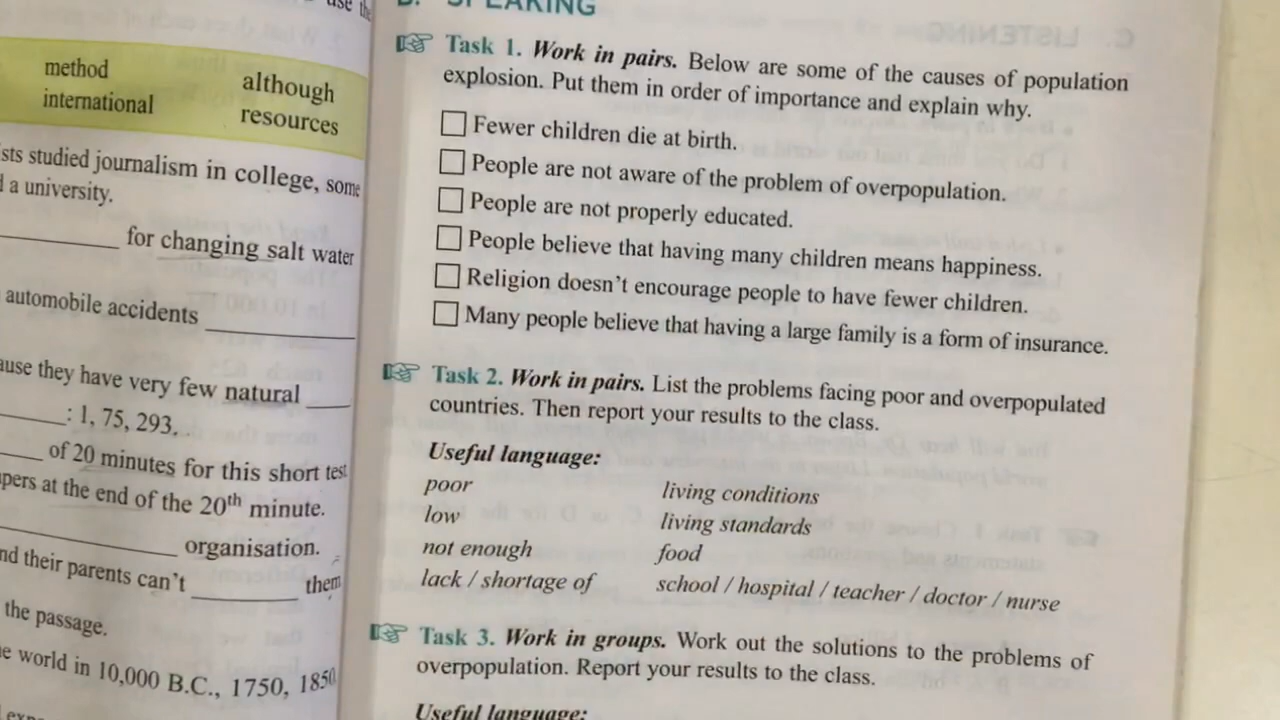 use the
method although
international resources
sts studied journalism in college, some
a university.
for changing salt water
automobile accidents
ause they have very few natural
: 1, 75, 293,
of 20 minutes for this short test
pers at the end of the 20th minute.
organisation.
nd their parents can't them
the passage.
e world in 10,000 B.C., 1750, 1850
SPEAKING
Task 1. Work in pairs. Below are some of the causes of population
explosion. Put them in order of importance and explain why.
Fewer children die at birth.
People are not aware of the problem of overpopulation.
People are not properly educated.
People believe that having many children means happiness.
Religion doesn't encourage people to have fewer children.
Many people believe that having a large family is a form of insurance.
Task 2. Work in pairs. List the problems facing poor and overpopulated
countries. Then report your results to the class.
Useful language:
poor living conditions
low living standards
not enough food
lack / shortage of school / hospital / teacher / doctor / nurse
Task 3. Work in groups. Work out the solutions to the problems of
overpopulation. Report your results to the class.
Useful language: